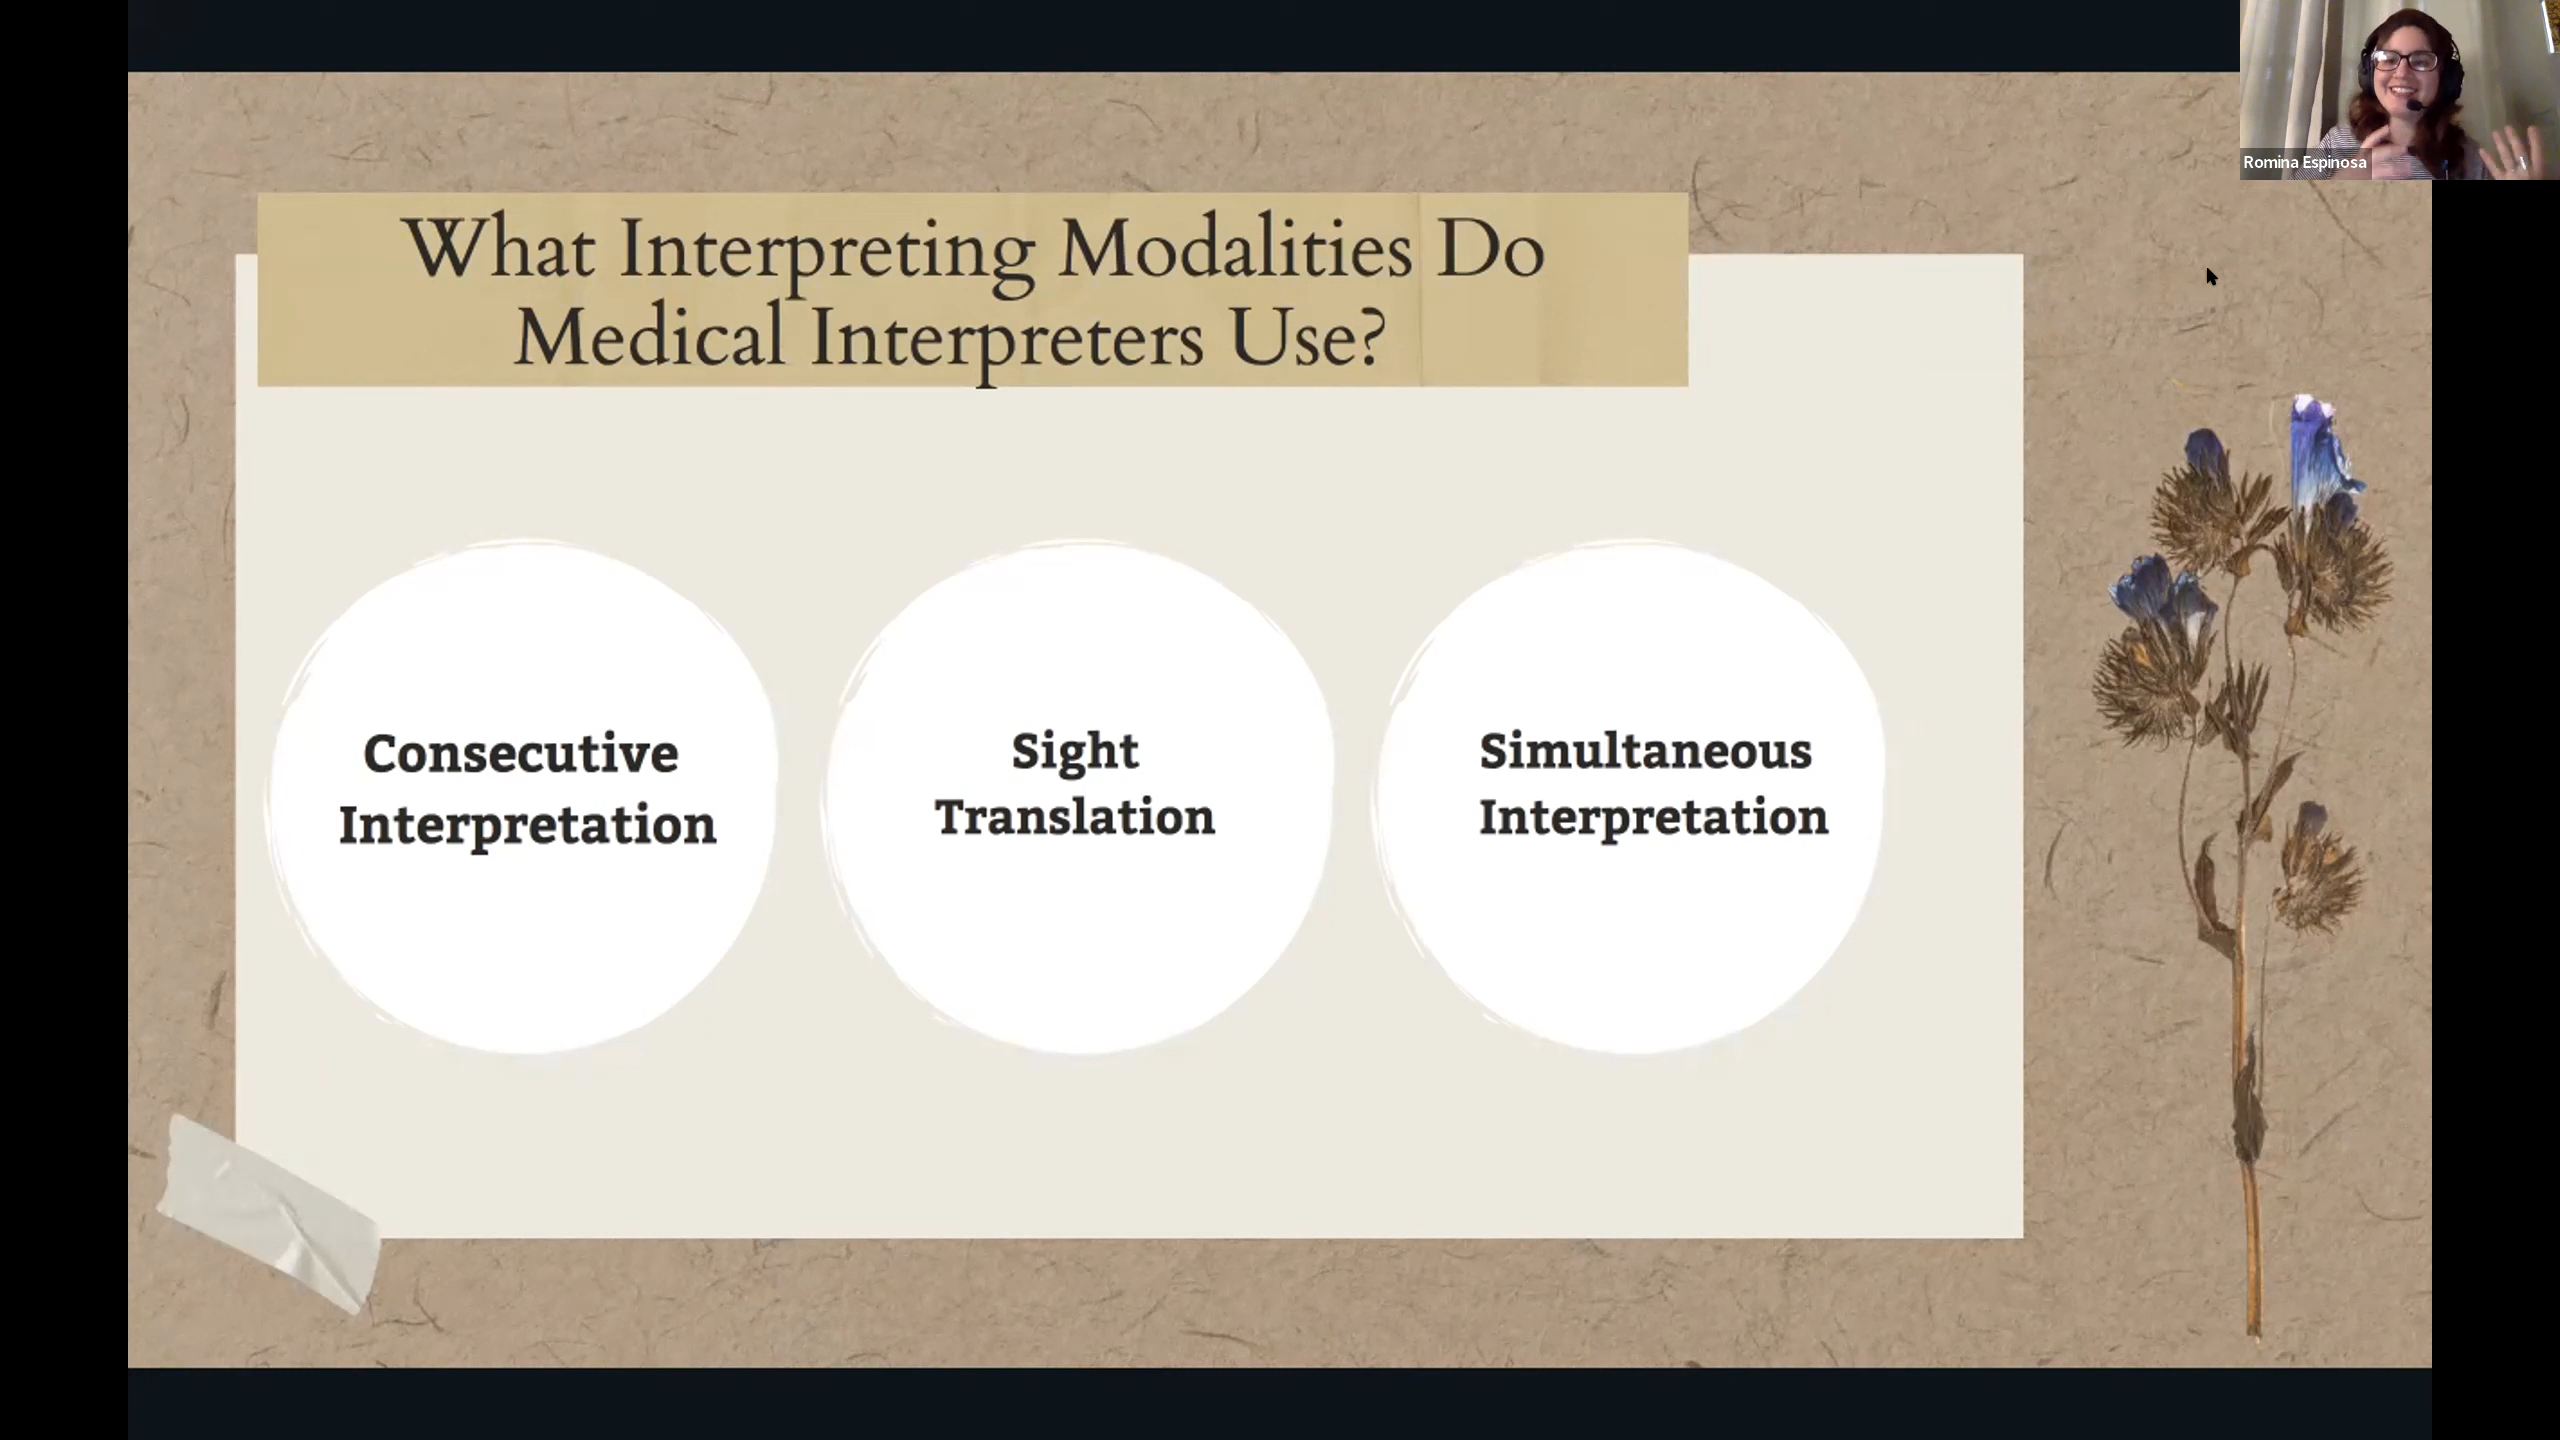 Romina Espinosa
What Interpreting Modalities Do
Medical Interpreters Use?
Consecutive
Interpretation
Sight
Translation
Simultaneous
Interpretation